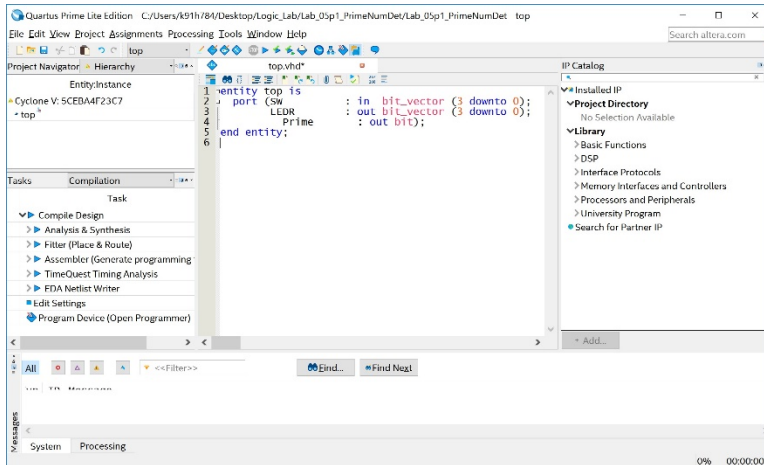 Quartus Prime Lite Edition C:/Users/k91h784/Desktop/Logic_Lab/Lab_05p1_PrimeNumDet/Lab_05p1_PrimeNumDet top
File Edit View Project Assignments Processing Tools Window Help
Search altera.com
top
Project Navigator Hierarchy
Entity:Instance
Cyclone V: 5CEBA4F23C7
top
Tasks Compilation
Task
Compile Design
Analysis & Synthesis
Fitter (Place & Route)
Assembler (Generate programming
TimeQuest Timing Analysis
EDA Netlist Writer
Edit Settings
Program Device (Open Programmer)
top.vhd*
1 entity top is
2 port (SW : in bit_vector (3 downto 0);
3 LEDR : out bit_vector (3 downto 0);
4 Prime : out bit);
5 end entity;
6
IP Catalog
Installed IP
Project Directory
No Selection Available
Library
Basic Functions
DSP
Interface Protocols
Memory Interfaces and Controllers
Processors and Peripherals
University Program
Search for Partner IP
+ Add...
All <<Filter>> Find... Find Next
Messages
System Processing
0% 00:00:00